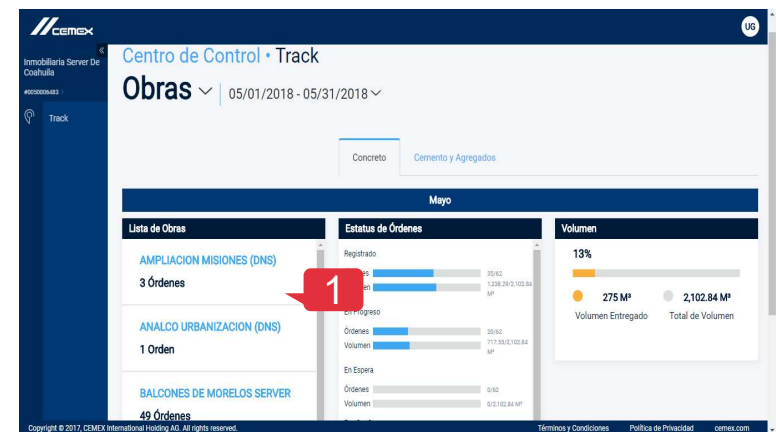 CEMEX
UG
«
Inmobiliaria Server De
Coahuila
#0050006483
Track
Centro de Control • Track
Obras
05/01/2018 - 05/31/2018
Concreto
Cemento y Agregados
Mayo
Lista de Obras
AMPLIACION MISIONES (DNS)
3 Órdenes
ANALCO URBANIZACION (DNS)
1 Orden
BALCONES DE MORELOS SERVER
49 Órdenes
1
Estatus de Órdenes
Registrado
35/62
1,238.29/2,102.84
M³
En Progreso
Órdenes 20/62
Volumen 717.55/2,102.84
M³
En Espera
Órdenes 0/62
Volumen 0/2,102.84 M³
Volumen
13%
275 M³ 2,102.84 M³
Volumen Entregado Total de Volumen
Copyright © 2017, CEMEX International Holding AG. All rights reserved.
Términos y Condiciones Política de Privacidad cemex.com